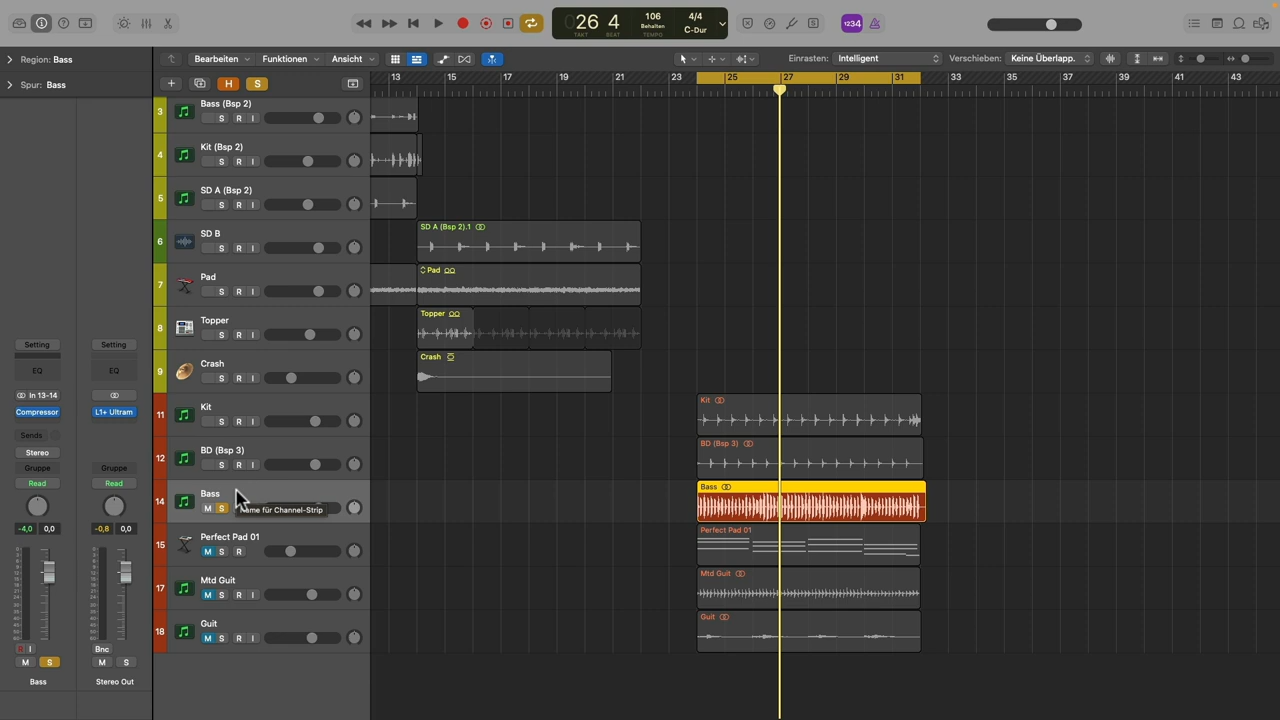 26 4
TAKT BEAT
106
Behalten
TEMPO
4/4
C-Dur
1234
Region: Bass
Spur: Bass
Bearbeiten
Funktionen
Ansicht
Einrasten: Intelligent
Verschieben: Keine Überlapp.
H S
13 15 17 19 21 23 25 27 29 31 33 35 37 39 41 43
3 Bass (Bsp 2)
S R I
4 Kit (Bsp 2)
S R I
5 SD A (Bsp 2)
S R I
6 SD B
S R I
SD A (Bsp 2).1
7 Pad
S R I
Pad
8 Topper
S R I
Topper
9 Crash
S R I
Crash
11 Kit
S R I
Kit
12 BD (Bsp 3)
S R I
BD (Bsp 3)
14 Bass
M S
ame für Channel-Strip
Bass
15 Perfect Pad 01
M S R
Perfect Pad 01
17 Mtd Guit
M S R I
Mtd Guit
18 Guit
M S R I
Guit
Setting Setting
EQ EQ
In 13-14
Compressor L1+ Ultram
Sends
Stereo
Gruppe Gruppe
Read Read
-4,0 0,0 -0,8 0,0
R I Bnc
M S M S
Bass Stereo Out